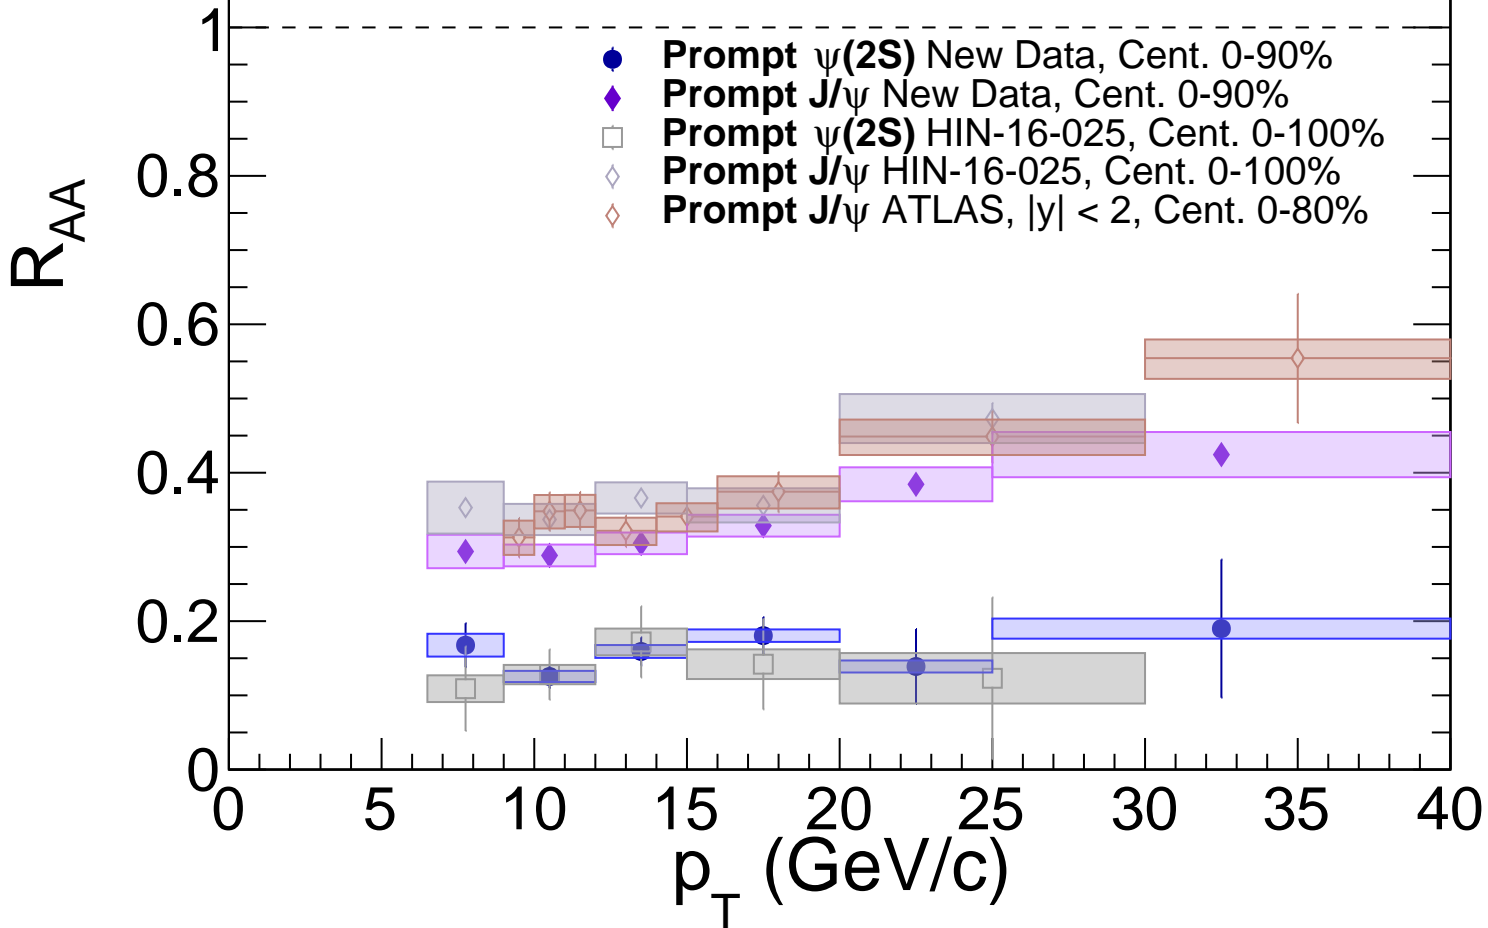 1
Prompt ψ(2S) New Data, Cent. 0-90%
Prompt J/ψ New Data, Cent. 0-90%
Prompt ψ(2S) HIN-16-025, Cent. 0-100%
Prompt J/ψ HIN-16-025, Cent. 0-100%
Prompt J/ψ ATLAS, |y| < 2, Cent. 0-80%
0.8
R_AA
0.6
0.4
0.2
0
0 5 10 15 20 25 30 35 40
p_T (GeV/c)